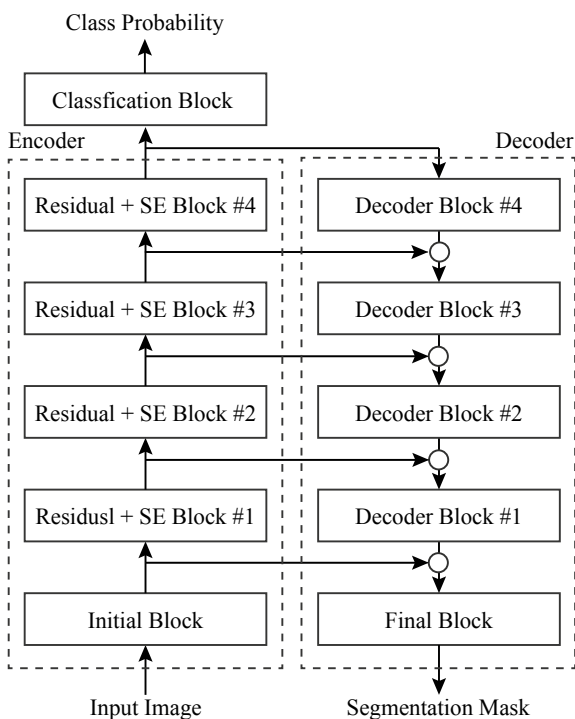 Class Probability
Classfication Block
Encoder
Decoder
Residual + SE Block #4
Decoder Block #4
Residual + SE Block #3
Decoder Block #3
Residual + SE Block #2
Decoder Block #2
Residusl + SE Block #1
Decoder Block #1
Initial Block
Final Block
Input Image
Segmentation Mask